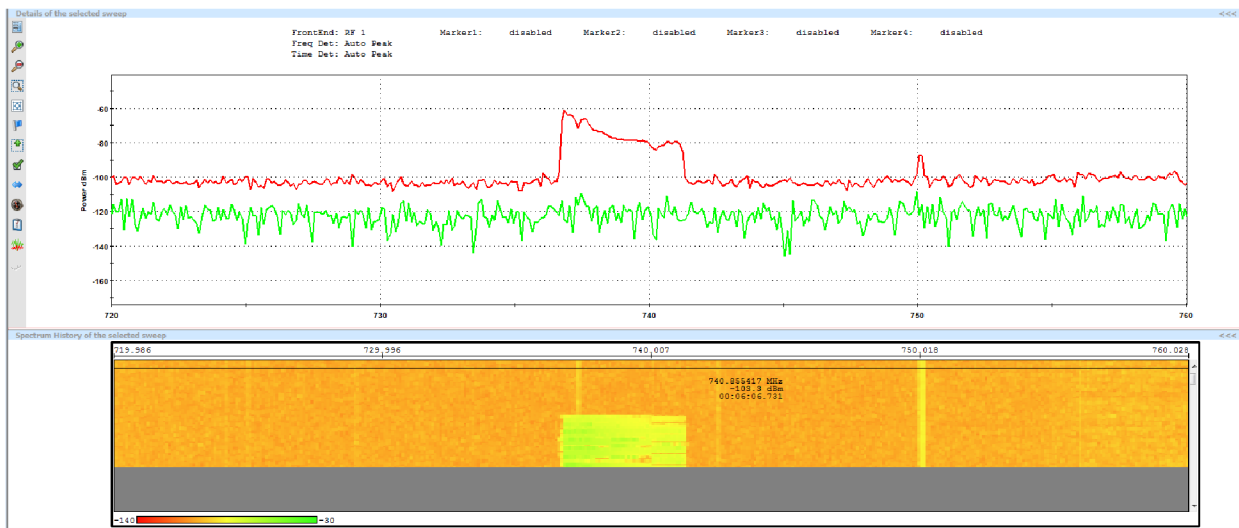 Details of the selected sweep
<<<
FrontEnd: RF 1 Marker1: disabled Marker2: disabled Marker3: disabled Marker4: disabled
Freq Det: Auto Peak
Time Det: Auto Peak
Power dBm
-60
-80
-100
-120
-140
-160
720 730 740 750 760
Spectrum History of the selected sweep
<<<
719.986 729.996 740.007 750.018 760.028
-103.3 dBm
00:06:06.731
-140 -30